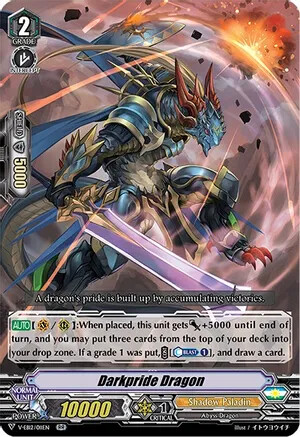 2
GRADE
INTERCEPT
5000
SHIELD
A dragon's pride is built up by accumulating victories.
AUTO (V) (R):When placed, this unit gets +5000 until end of
turn, and you may put three cards from the top of your deck into
your drop zone. If a grade 1 was put, [BLAST 1], and draw a card.
Darkpride Dragon
NORMAL UNIT
POWER
10000
1
CRITICAL
Shadow Paladin
Abyss Dragon
V-EB12/011EN RR
Illust / イトウヨウイチ